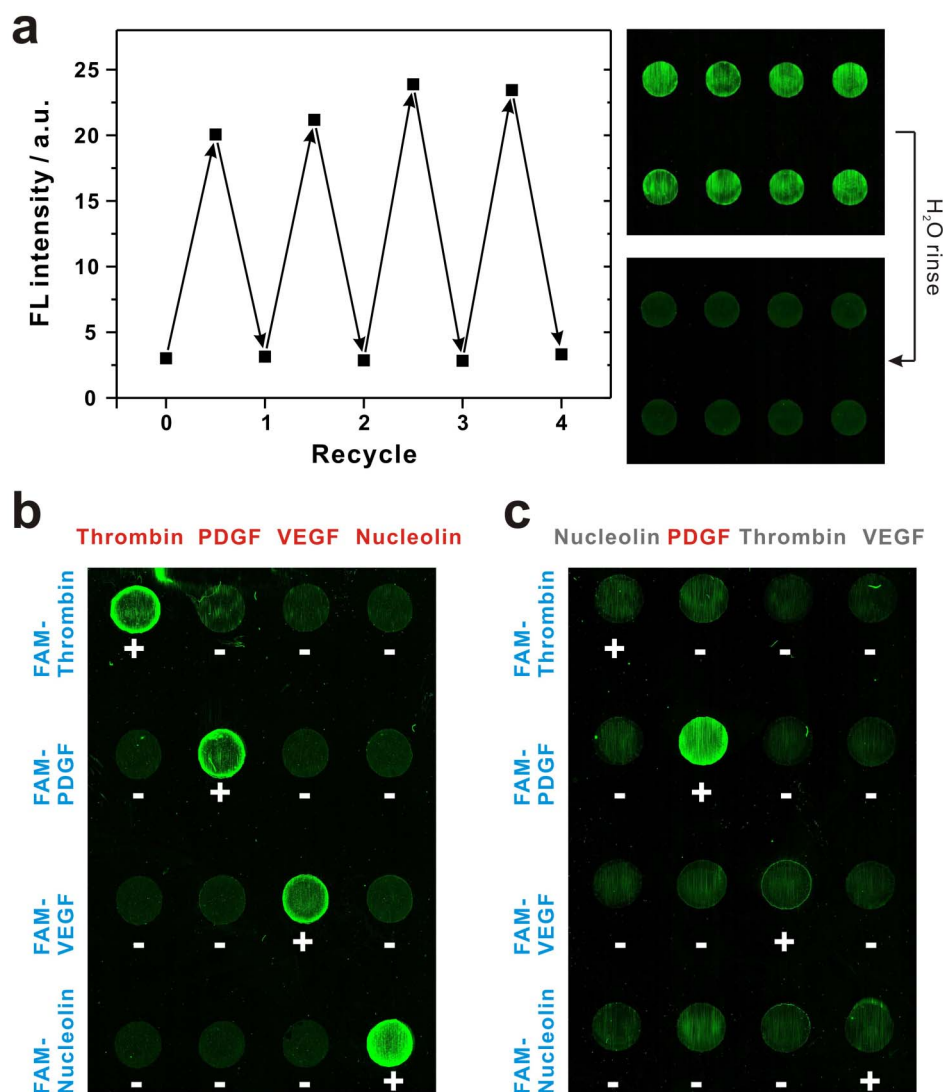 a
FL intensity / a.u.
25
20
15
10
5
0
0 1 2 3 4
Recycle
H₂O rinse
b
Thrombin PDGF VEGF Nucleolin
FAM-
Thrombin
+ - - -
FAM-
PDGF
- + - -
FAM-
VEGF
- - + -
FAM-
Nucleolin
- - - +
c
Nucleolin PDGF Thrombin VEGF
FAM-
Thrombin
+ - - -
FAM-
PDGF
- + - -
FAM-
VEGF
- - + -
FAM-
Nucleolin
- - - +